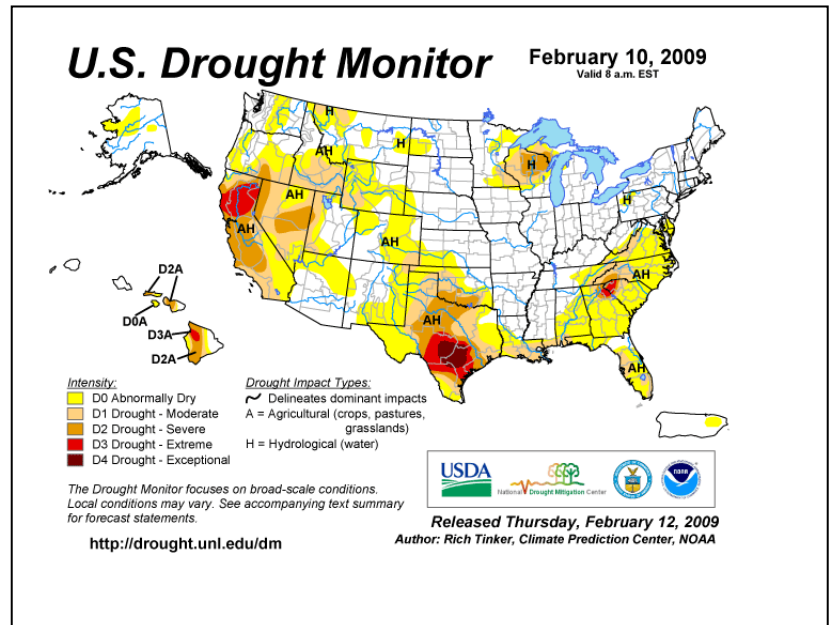 U.S. Drought Monitor
February 10, 2009
Valid 8 a.m. EST
H
AH
H
H
AH
H
AH
AH
AH
AH
AH
D2A
D0A
D3A
D2A
Intensity:
D0 Abnormally Dry
D1 Drought - Moderate
D2 Drought - Severe
D3 Drought - Extreme
D4 Drought - Exceptional
Drought Impact Types:
Delineates dominant impacts
A = Agricultural (crops, pastures,
grasslands)
H = Hydrological (water)
The Drought Monitor focuses on broad-scale conditions.
Local conditions may vary. See accompanying text summary
for forecast statements.
http://drought.unl.edu/dm
USDA
National Drought Mitigation Center
NOAA
Released Thursday, February 12, 2009
Author: Rich Tinker, Climate Prediction Center, NOAA